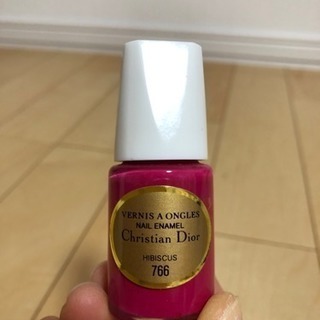 VERNIS A ONGLES
NAIL ENAMEL
Christian Dior
HIBISCUS
766